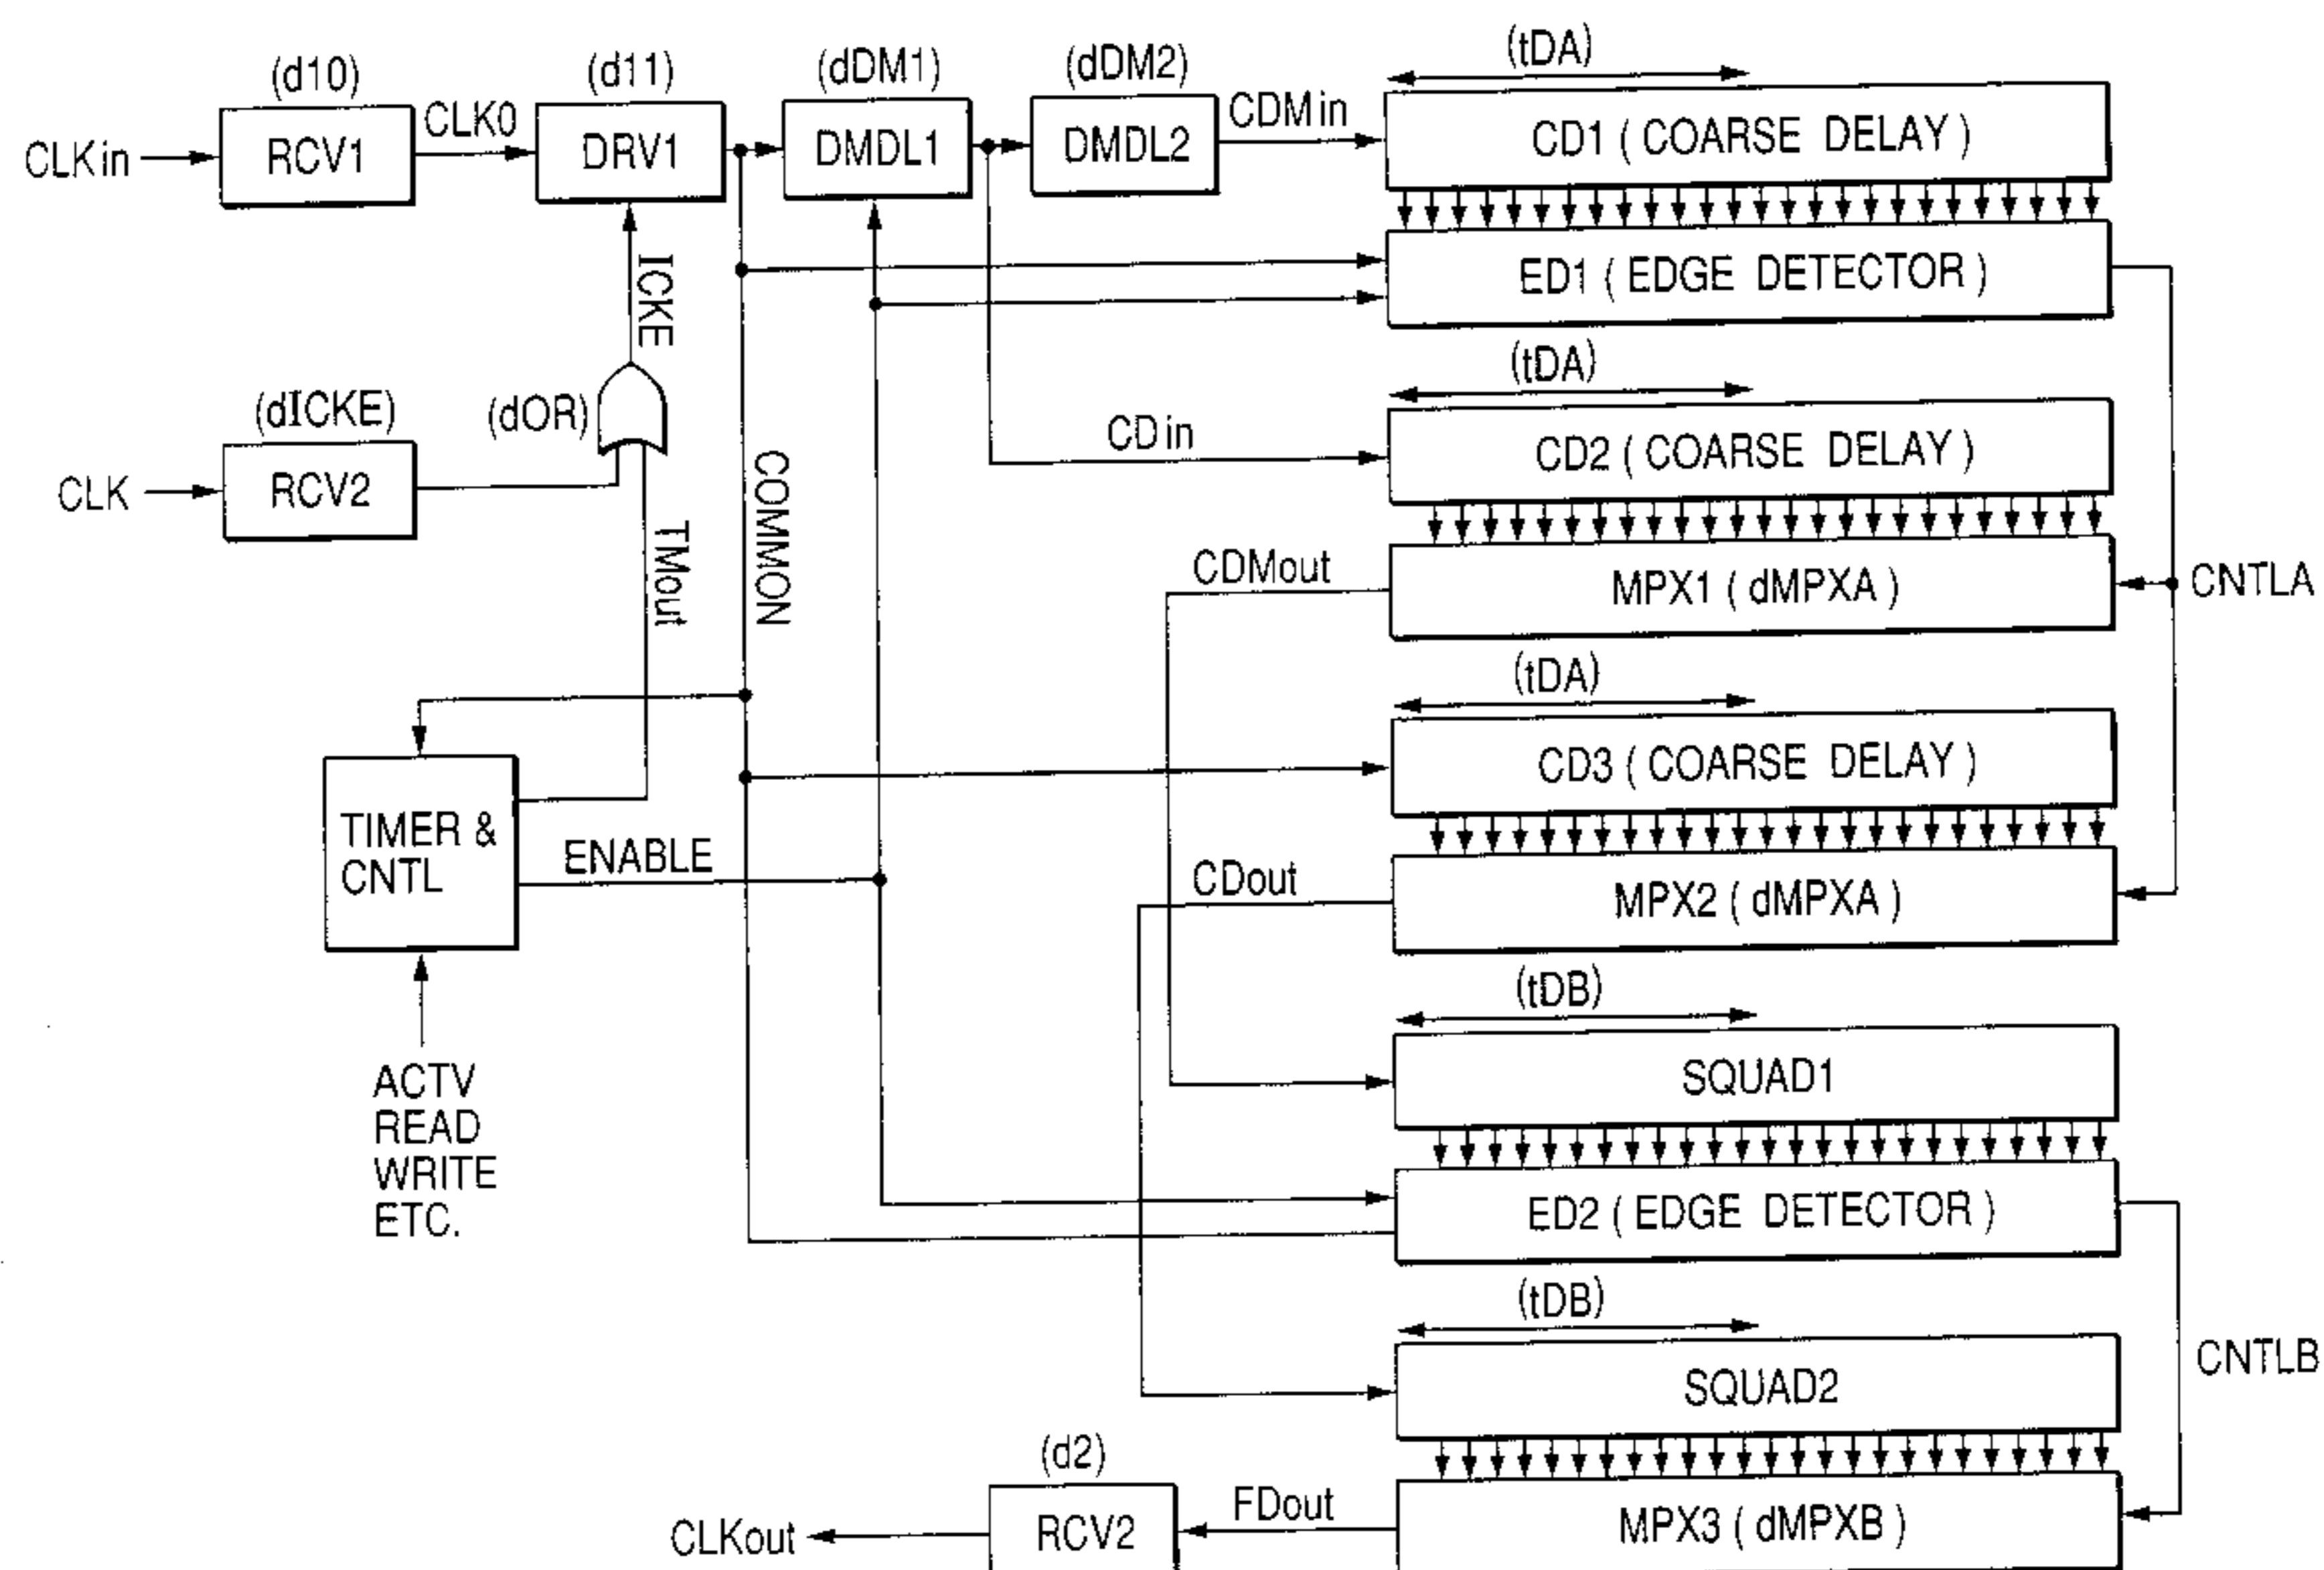 (d10)
(d11)
(dDM1)
(dDM2)
(tDA)
CLKin
RCV1
CLK0
DRV1
DMDL1
DMDL2
CDMin
CD1 ( COARSE DELAY )
ICKE
ED1 ( EDGE DETECTOR )
(tDA)
(dICKE)
(dOR)
CDin
CD2 ( COARSE DELAY )
CLK
RCV2
COMMON
TMout
CDMout
MPX1 ( dMPXA )
CNTLA
(tDA)
CD3 ( COARSE DELAY )
TIMER &
CNTL
ENABLE
CDout
MPX2 ( dMPXA )
(tDB)
ACTV
READ
WRITE
ETC.
SQUAD1
ED2 ( EDGE DETECTOR )
(tDB)
SQUAD2
CNTLB
(d2)
CLKout
RCV2
FDout
MPX3 ( dMPXB )